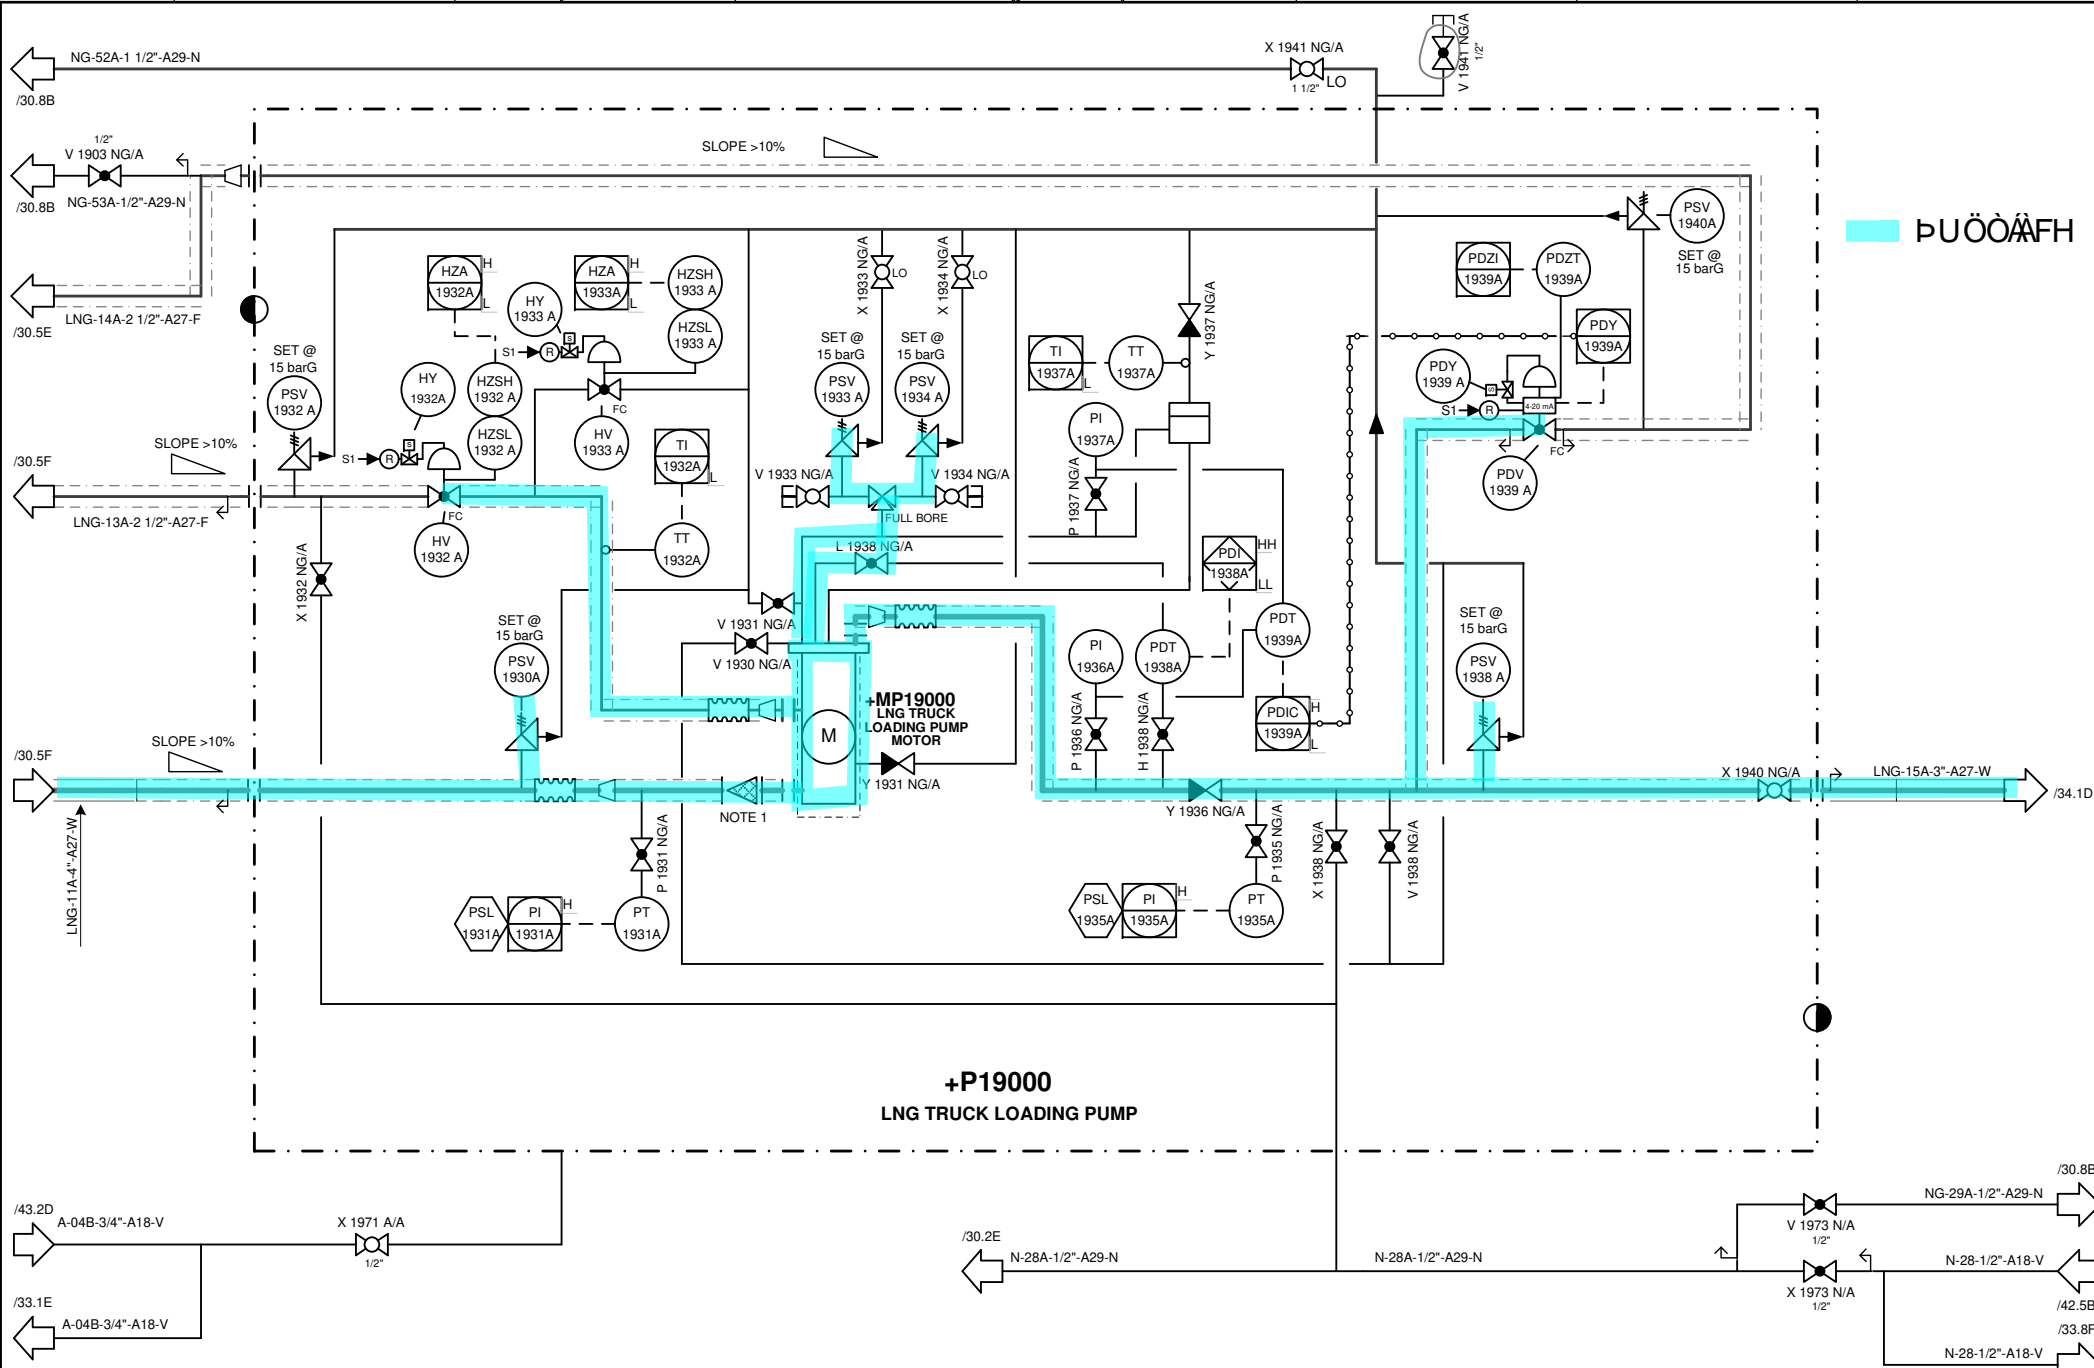 NG-52A-1 1/2"-A29-N
/30.8B
X 1941 NG/A
1 1/2"
LO
V 1941 NG/A
1/2"
1/2"
V 1903 NG/A
/30.8B
NG-53A-1/2"-A29-N
SLOPE >10%
/30.5E
LNG-14A-2 1/2"-A27-F
PSV
1940A
SET @
15 barG
ÞUÖÒÁÁFH
HZA
1932A
H
L
HY
1933 A
HZA
1933A
H
L
HZSH
1933 A
HZSL
1933 A
S1
R
S
X 1933 NG/A
LO
X 1934 NG/A
LO
Y 1937 NG/A
PDZI
1939A
PDZT
1939A
PDY
1939A
SET @
15 barG
PSV
1932 A
HY
1932A
HZSH
1932 A
HZSL
1932 A
FC
HV
1933 A
SET @
15 barG
PSV
1933 A
SET @
15 barG
PSV
1934 A
TI
1937A
L
TT
1937A
PDY
1939 A
S
S1
R
4-20 mA
FC
PDV
1939 A
SLOPE >10%
/30.5F
LNG-13A-2 1/2"-A27-F
S1
R
S
FC
HV
1932 A
TI
1932A
L
TT
1932A
V 1933 NG/A
V 1934 NG/A
FULL BORE
L 1938 NG/A
PI
1937A
P 1937 NG/A
PDI
1938A
HH
LL
X 1932 NG/A
SET @
15 barG
PSV
1930A
V 1931 NG/A
V 1930 NG/A
PI
1936A
PDT
1938A
PDT
1939A
SET @
15 barG
PSV
1938 A
+MP19000
LNG TRUCK
LOADING PUMP
MOTOR
M
Y 1931 NG/A
P 1936 NG/A
H 1938 NG/A
PDIC
1939A
H
L
/30.5F
SLOPE >10%
LNG-11A-4"-A27-W
NOTE 1
Y 1936 NG/A
X 1940 NG/A
LNG-15A-3"-A27-W
/34.1D
P 1931 NG/A
P 1935 NG/A
X 1938 NG/A
V 1938 NG/A
PSL
1931A
PI
1931A
H
PT
1931A
PSL
1935A
PI
1935A
H
PT
1935A
+P19000
LNG TRUCK LOADING PUMP
/43.2D
A-04B-3/4"-A18-V
X 1971 A/A
1/2"
/33.1E
A-04B-3/4"-A18-V
/30.2E
N-28A-1/2"-A29-N
N-28A-1/2"-A29-N
/30.8B
NG-29A-1/2"-A29-N
V 1973 N/A
1/2"
N-28-1/2"-A18-V
X 1973 N/A
1/2"
/42.5B
/33.8F
N-28-1/2"-A18-V